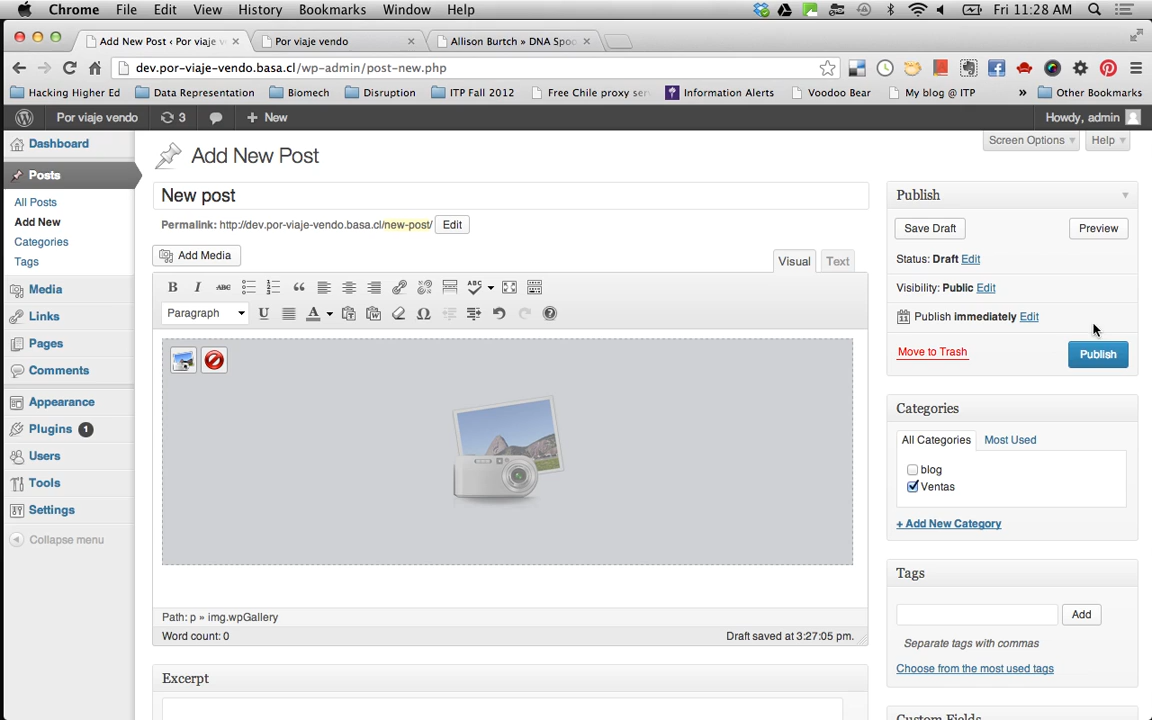 Chrome File Edit View History Bookmarks Window Help Fri 11:28 AM
Add New Post ‹ Por viaje v × Por viaje vendo × Allison Burtch » DNA Spoo ×
dev.por-viaje-vendo.basa.cl/wp-admin/post-new.php
Hacking Higher Ed Data Representation Biomech Disruption ITP Fall 2012 Free Chile proxy ser Information Alerts Voodoo Bear My blog @ ITP » Other Bookmarks
Por viaje vendo 3 + New Howdy, admin
Screen Options Help
Dashboard
Posts
All Posts
Add New
Categories
Tags
Media
Links
Pages
Comments
Appearance
Plugins 1
Users
Tools
Settings
Collapse menu
Add New Post
New post
Permalink: http://dev.por-viaje-vendo.basa.cl/new-post/ Edit
Add Media
Visual Text
B I ABC ABC
Paragraph U A Ω
Path: p » img.wpGallery
Word count: 0 Draft saved at 3:27:05 pm.
Excerpt
Publish
Save Draft Preview
Status: Draft Edit
Visibility: Public Edit
11 Publish immediately Edit
Move to Trash Publish
Categories
All Categories Most Used
blog
Ventas
+ Add New Category
Tags
Add
Separate tags with commas
Choose from the most used tags
Custom Fields